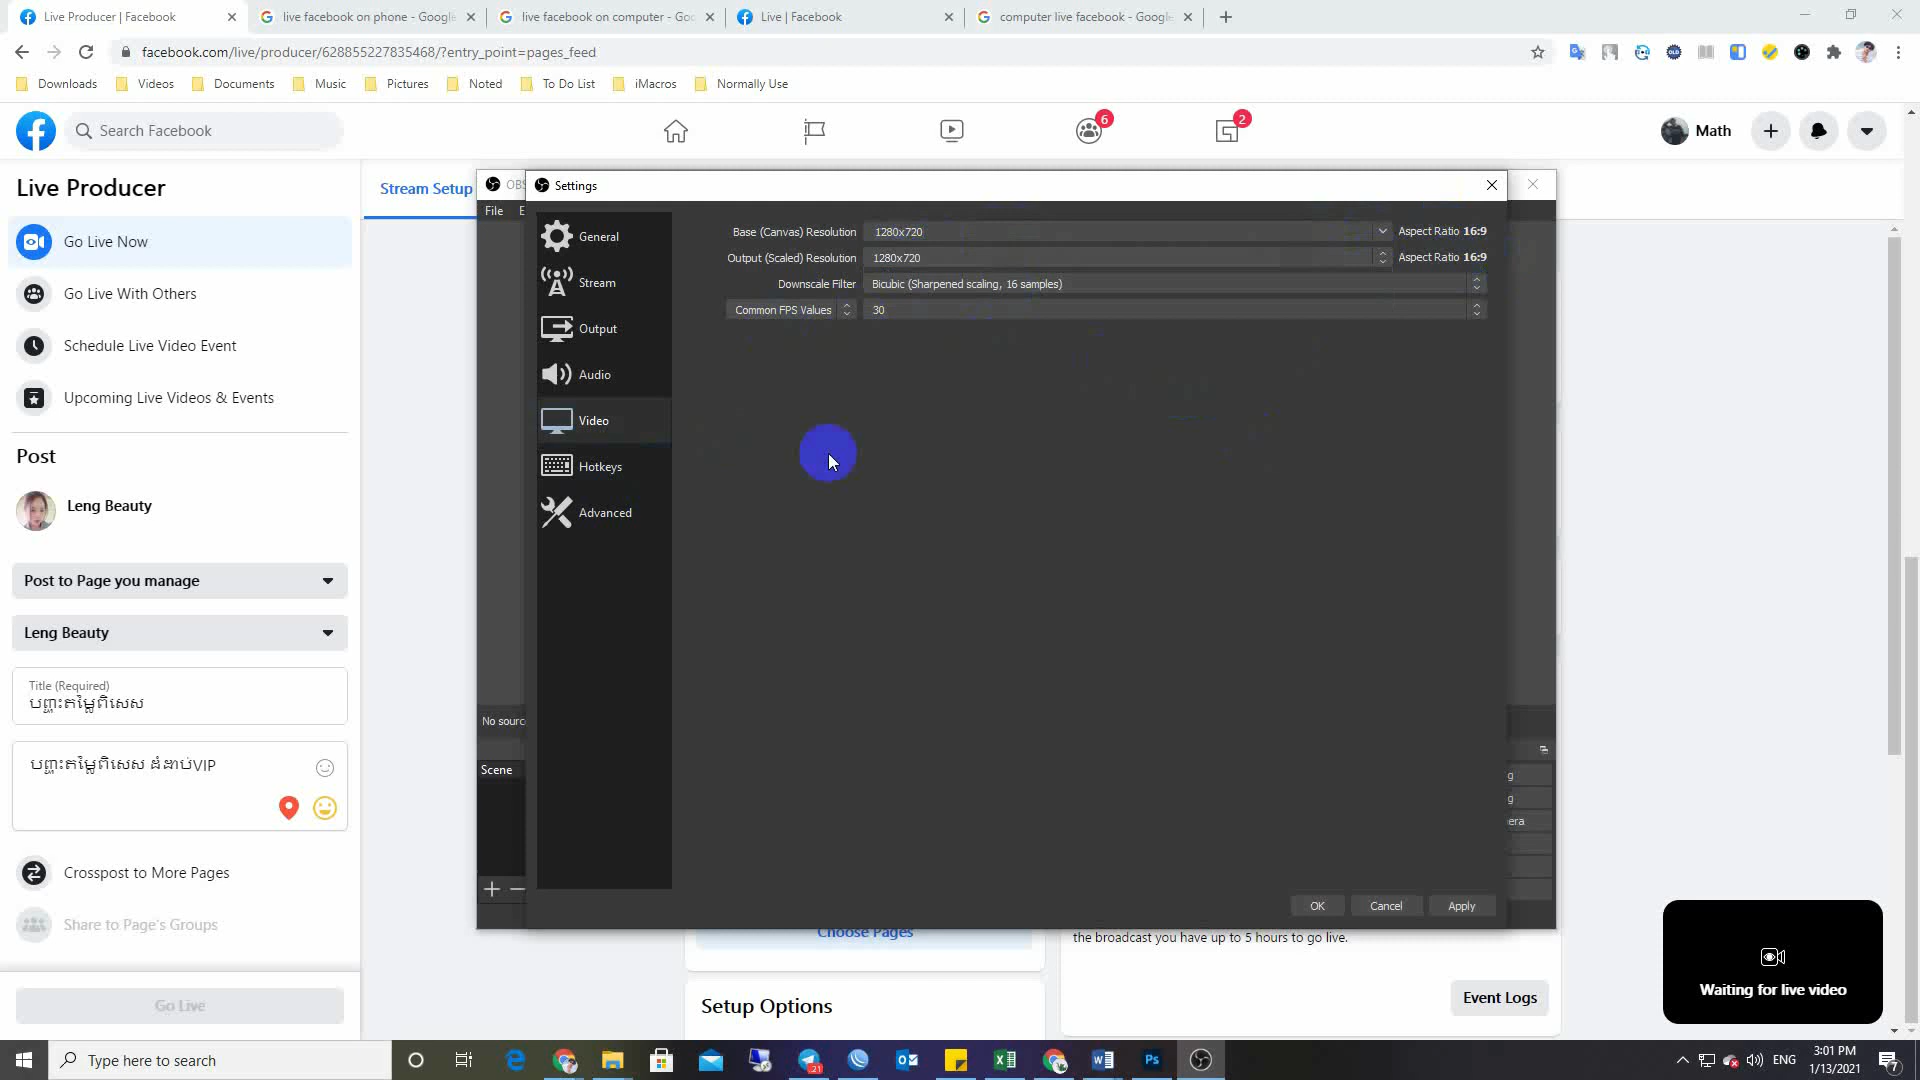 Live Producer | Facebook
live facebook on phone - Google
live facebook on computer - Goo
Live | Facebook
computer live facebook - Google
facebook.com/live/producer/628855227835468/?entry_point=pages_feed
Downloads
Videos
Documents
Music
Pictures
Noted
To Do List
iMacros
Normally Use
Search Facebook
6
2
Math
Live Producer
Stream Setup
OBS
Settings
File
E
Go Live Now
Go Live With Others
Schedule Live Video Event
Upcoming Live Videos & Events
General
Stream
Output
Audio
Video
Hotkeys
Advanced
Base (Canvas) Resolution
1280x720
Aspect Ratio 16:9
Output (Scaled) Resolution
1280x720
Aspect Ratio 16:9
Downscale Filter
Bicubic (Sharpened scaling, 16 samples)
Common FPS Values
30
Post
Leng Beauty
Post to Page you manage
Leng Beauty
Title (Required)
បញ្ចុះតម្លៃពិសេស
បញ្ចុះតម្លៃពិសេស ជំនាប់VIP
No sourc
Scene
g
g
era
Crosspost to More Pages
Share to Page's Groups
OK
Cancel
Apply
Choose Pages
the broadcast you have up to 5 hours to go live.
Waiting for live video
Go Live
Setup Options
Event Logs
Type here to search
21
Ps
ENG
3:01 PM
1/13/2021
7